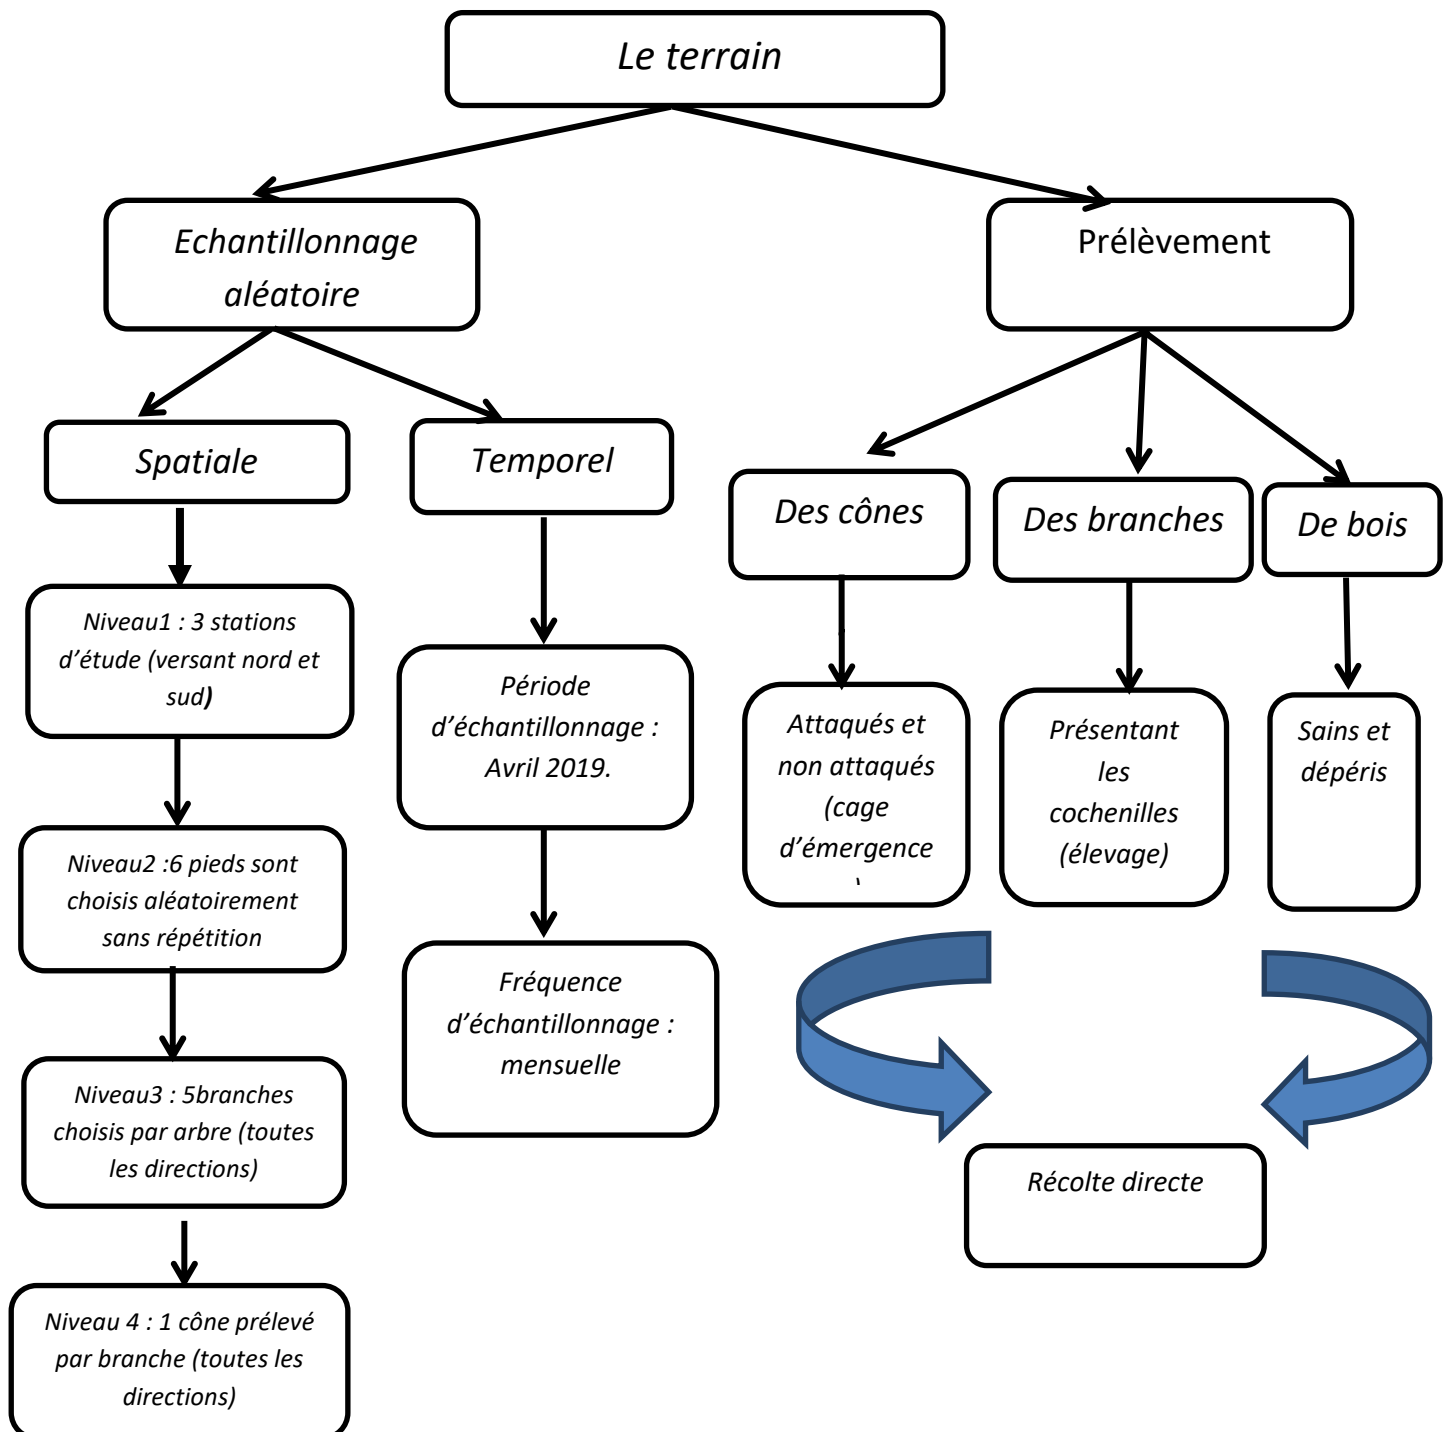 Le terrain
Echantillonnage
aléatoire
Prélèvement
Spatiale
Temporel
Des cônes
Des branches
De bois
Niveau1 : 3 stations
d’étude (versant nord et
sud)
Période
d’échantillonnage :
Avril 2019.
Attaqués et
non attaqués
(cage
d’émergence
Présentant
les
cochenilles
(élevage)
Sains et
dépéris
Niveau2 :6 pieds sont
choisis aléatoirement
sans répétition
Fréquence
d’échantillonnage :
mensuelle
Niveau3 : 5branches
choisis par arbre (toutes
les directions)
Récolte directe
Niveau 4 : 1 cône prélevé
par branche (toutes les
directions)